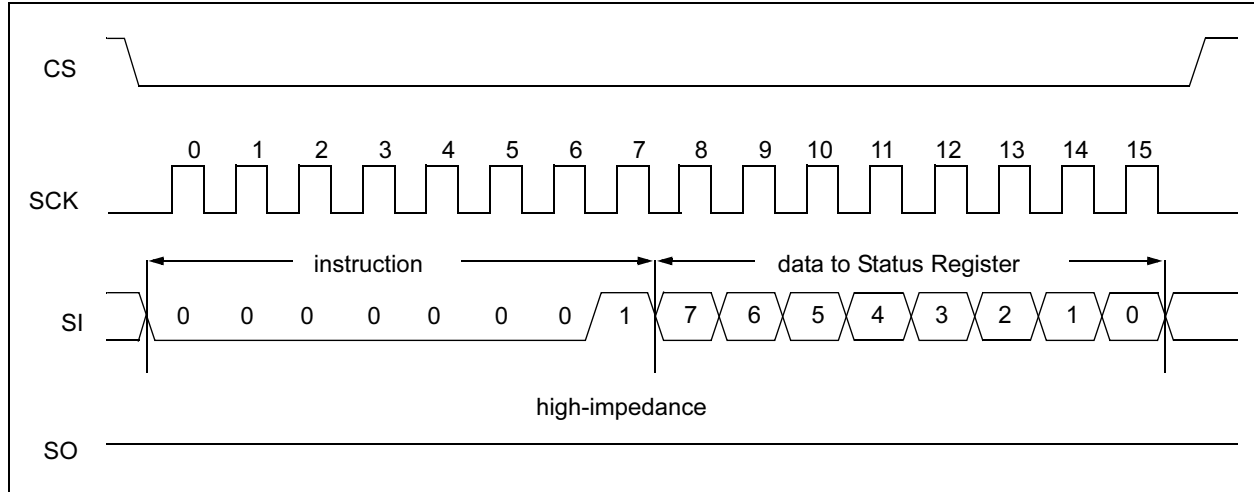 CS
0 1 2 3 4 5 6 7 8 9 10 11 12 13 14 15
SCK
instruction data to Status Register
SI 0 0 0 0 0 0 0 1 7 6 5 4 3 2 1 0
high-impedance
SO